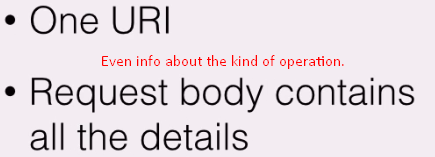 • One URI
Even info about the kind of operation.
• Request body contains
all the details